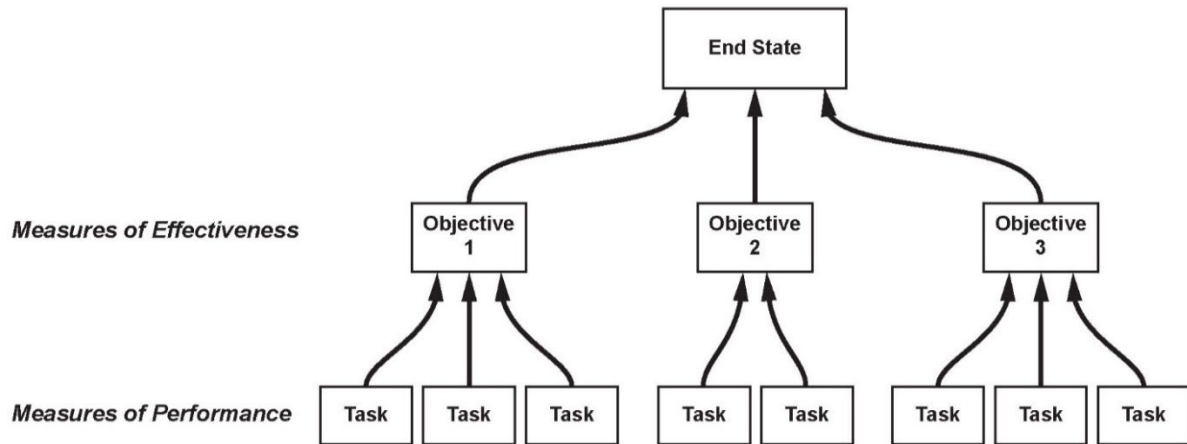 End State
Measures of Effectiveness
Objective
1
Objective
2
Objective
3
Measures of Performance
Task
Task
Task
Task
Task
Task
Task
Task